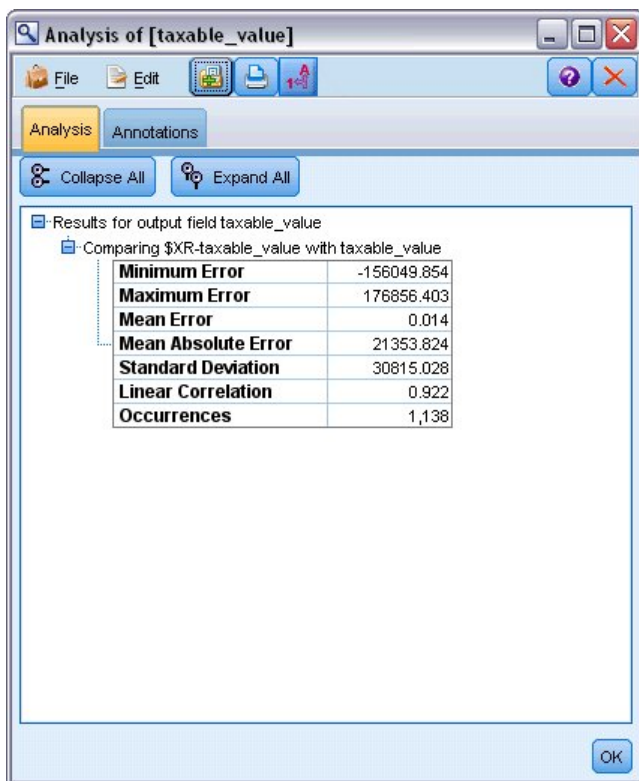 Analysis of [taxable_value]
File Edit
Analysis Annotations
Collapse All Expand All
Results for output field taxable_value
Comparing $XR-taxable_value with taxable_value
Minimum Error -156049.854
Maximum Error 176856.403
Mean Error 0.014
Mean Absolute Error 21353.824
Standard Deviation 30815.028
Linear Correlation 0.922
Occurrences 1,138
OK